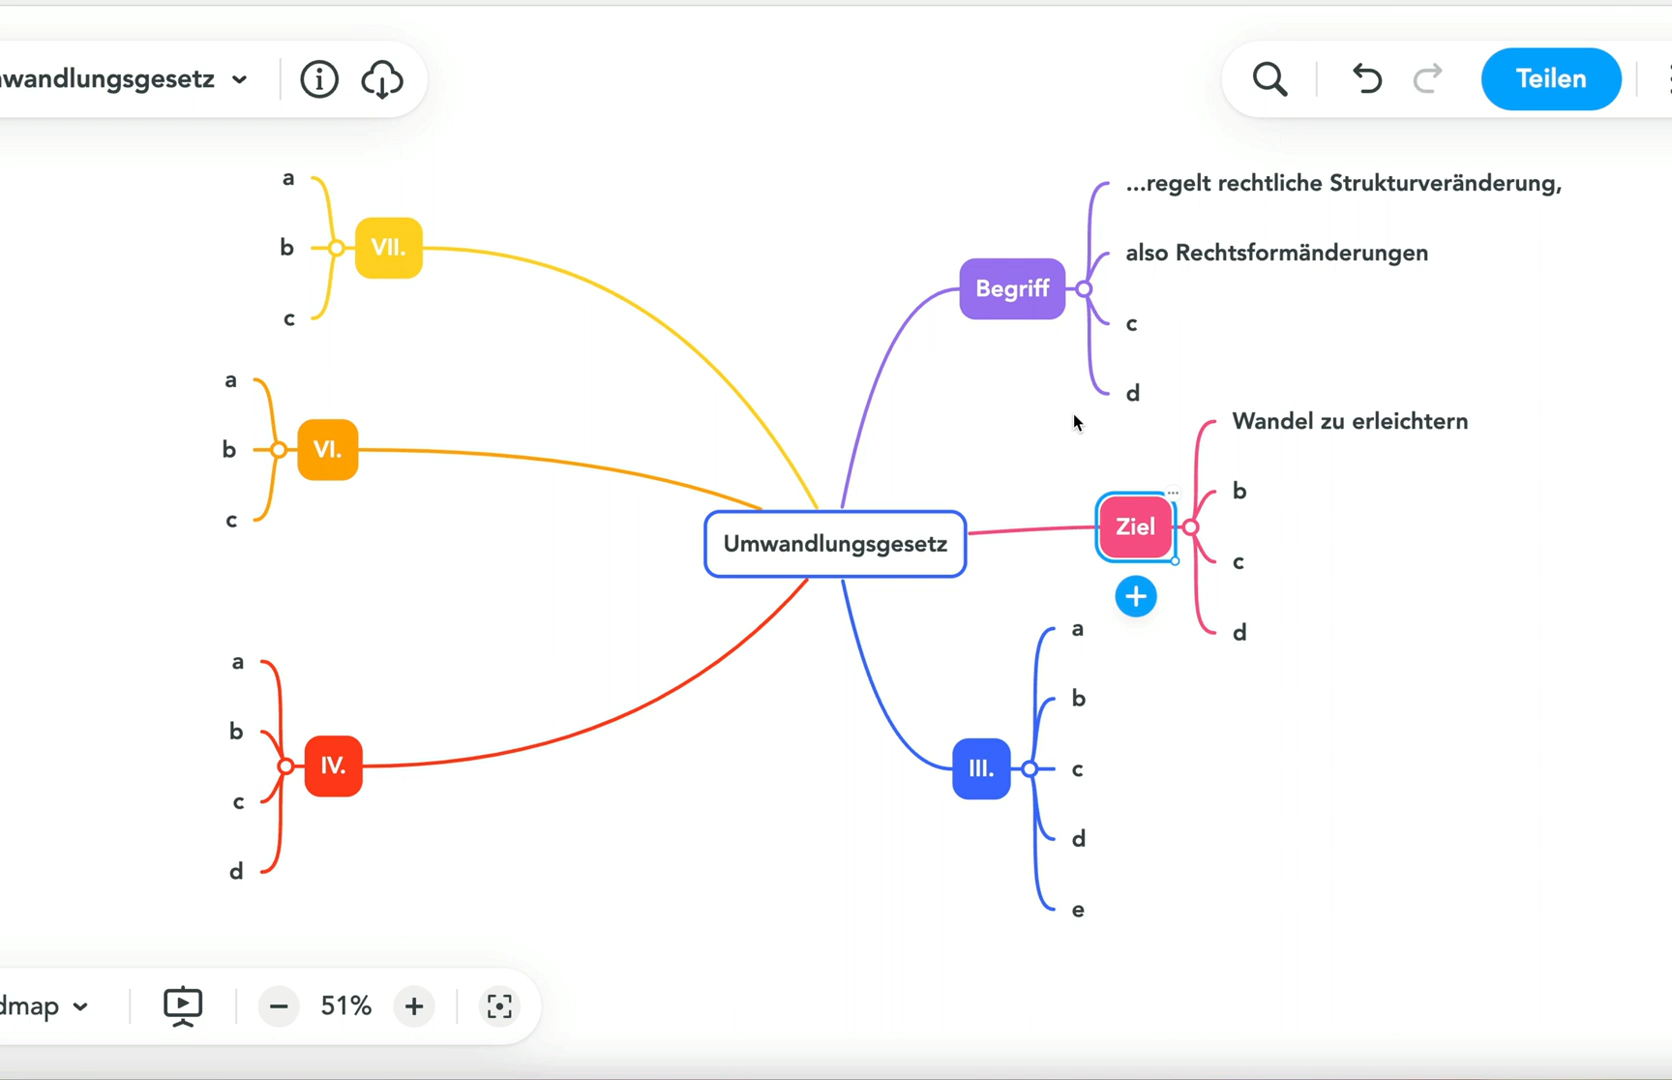 wandlungsgesetz
Teilen
a
b
c
VII.
a
b
c
VI.
a
b
c
d
IV.
Umwandlungsgesetz
Begriff
...regelt rechtliche Strukturveränderung,
also Rechtsformänderungen
c
d
Ziel
Wandel zu erleichtern
b
c
d
III.
a
b
c
d
e
dmap
51%